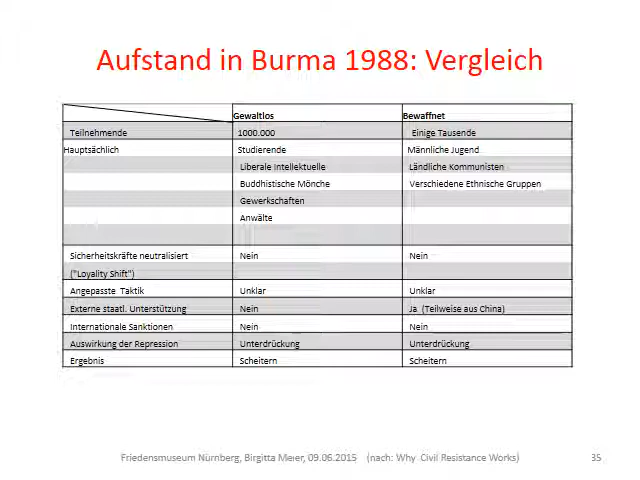 Aufstand in Burma 1988: Vergleich
Gewaltlos Bewaffnet
Teilnehmende 1000.000 Einige Tausende
Hauptsächlich Studierende Männliche Jugend
Liberale Intellektuelle Ländliche Kommunisten
Buddhistische Mönche Verschiedene Ethnische Gruppen
Gewerkschaften
Anwälte
Sicherheitskräfte neutralisiert Nein Nein
("Loyality Shift")
Angepasste Taktik Unklar Unklar
Externe staatl. Unterstützung Nein Ja (Teilweise aus China)
Internationale Sanktionen Nein Nein
Auswirkung der Repression Unterdrückung Unterdrückung
Ergebnis Scheitern Scheitern
Friedensmuseum Nürnberg, Birgitta Meier, 09.06.2015 (nach: Why Civil Resistance Works) 35